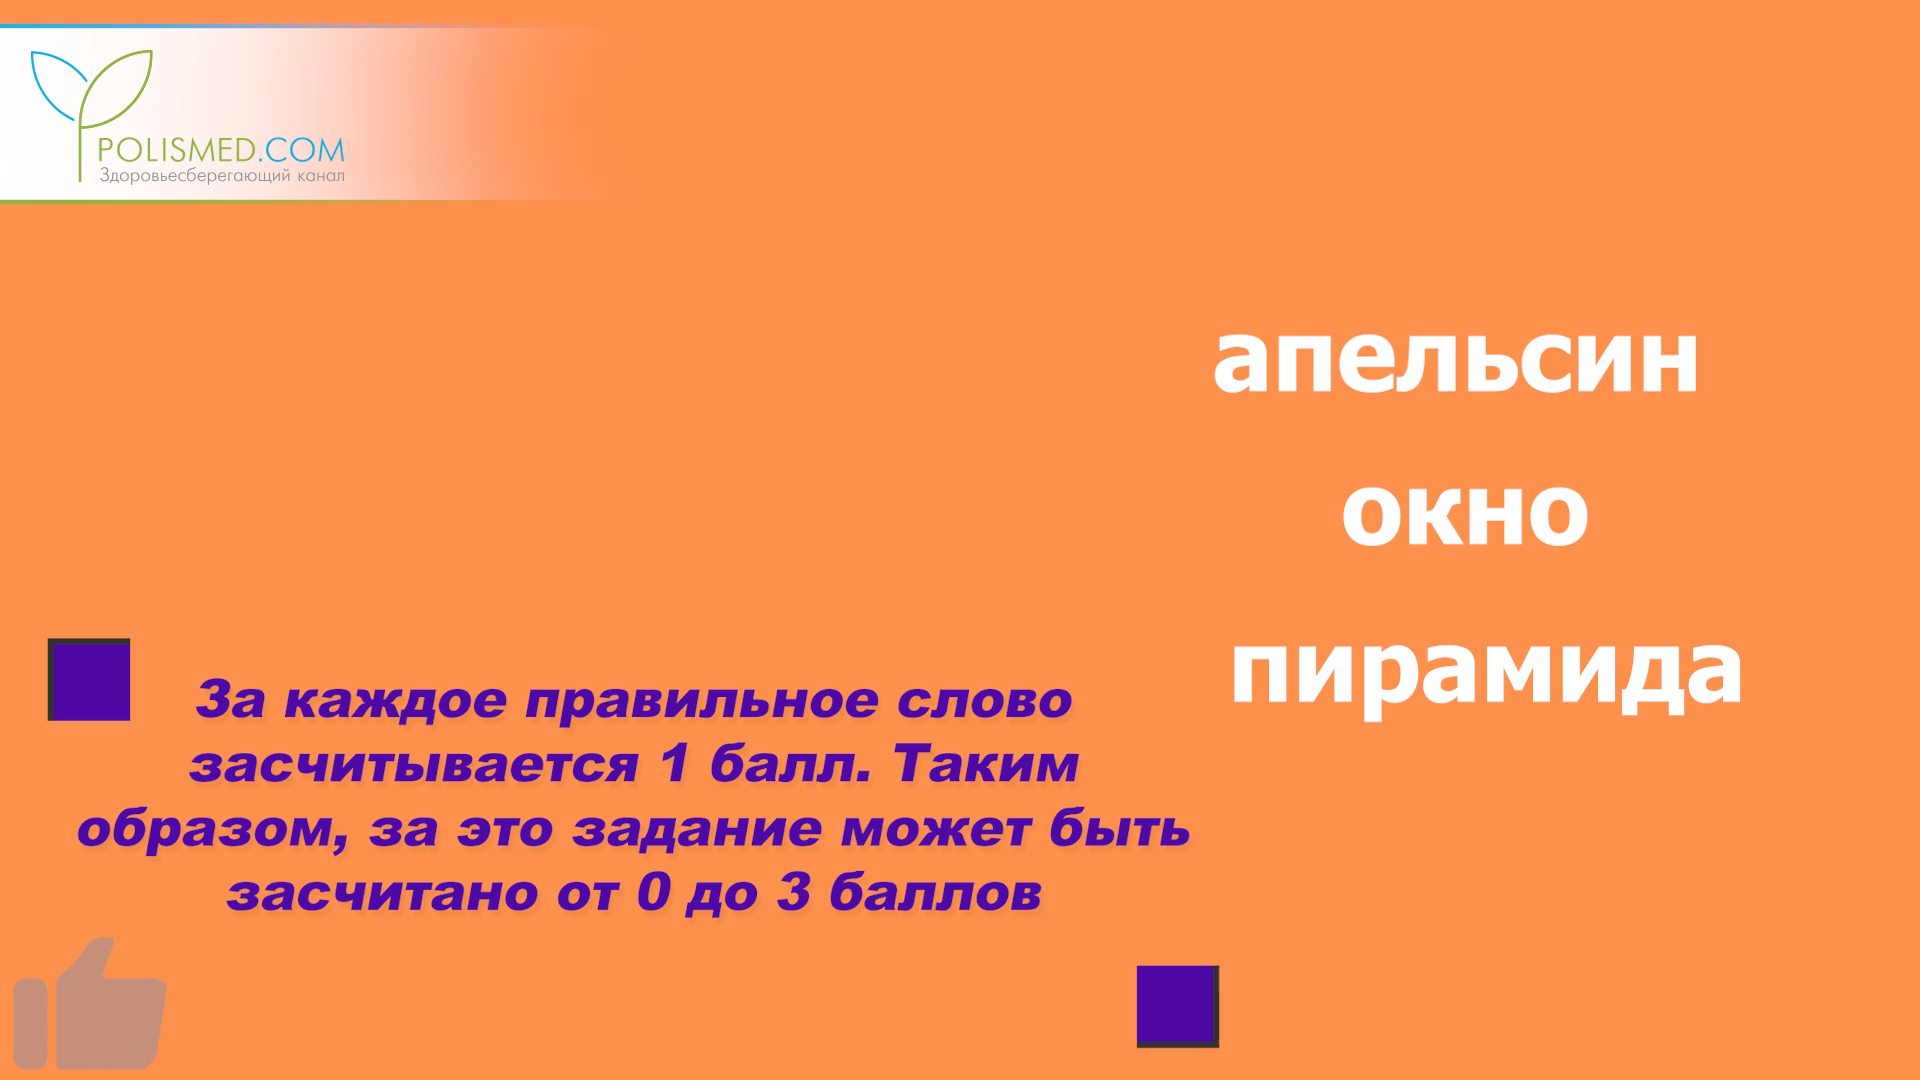 POLISMED.COM
Здоровьесберегающий канал
апельсин
окно
пирамида
За каждое правильное слово
засчитывается 1 балл. Таким
образом, за это задание может быть
засчитано от 0 до 3 баллов